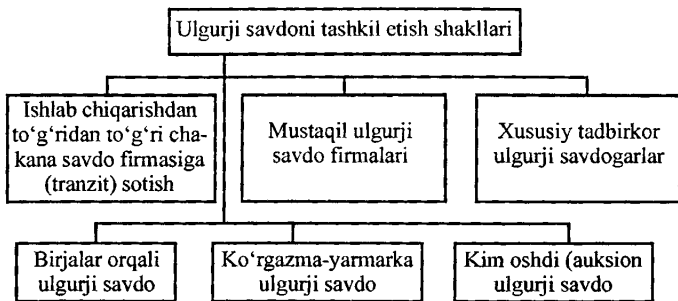 Ulgurji savdoni tashkil etish shakllari
Ishlab chiqarishdan
to‘g‘ridan to‘g‘ri cha-
kana savdo firmasiga
(tranzit) sotish
Mustaqil ulgurji
savdo firmalari
Xususiy tadbirkor
ulgurji savdogarlar
Birjalar orqali
ulgurji savdo
Ko‘rgazma-yarmarka
ulgurji savdo
Kim oshdi (auksion
ulgurji savdo